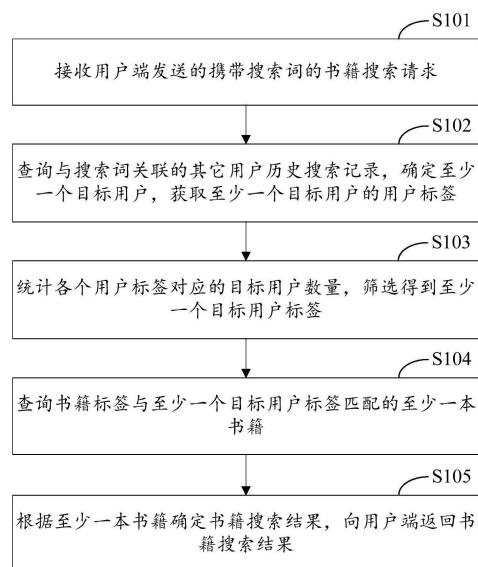 S101
接收用户端发送的携带搜索词的书籍搜索请求
S102
查询与搜索词关联的其它用户历史搜索记录，确定至少
一个目标用户，获取至少一个目标用户的用户标签
S103
统计各个用户标签对应的目标用户数量，筛选得到至少
一个目标用户标签
S104
查询书籍标签与至少一个目标用户标签匹配的至少一本
书籍
S105
根据至少一本书籍确定书籍搜索结果，向用户端返回书
籍搜索结果